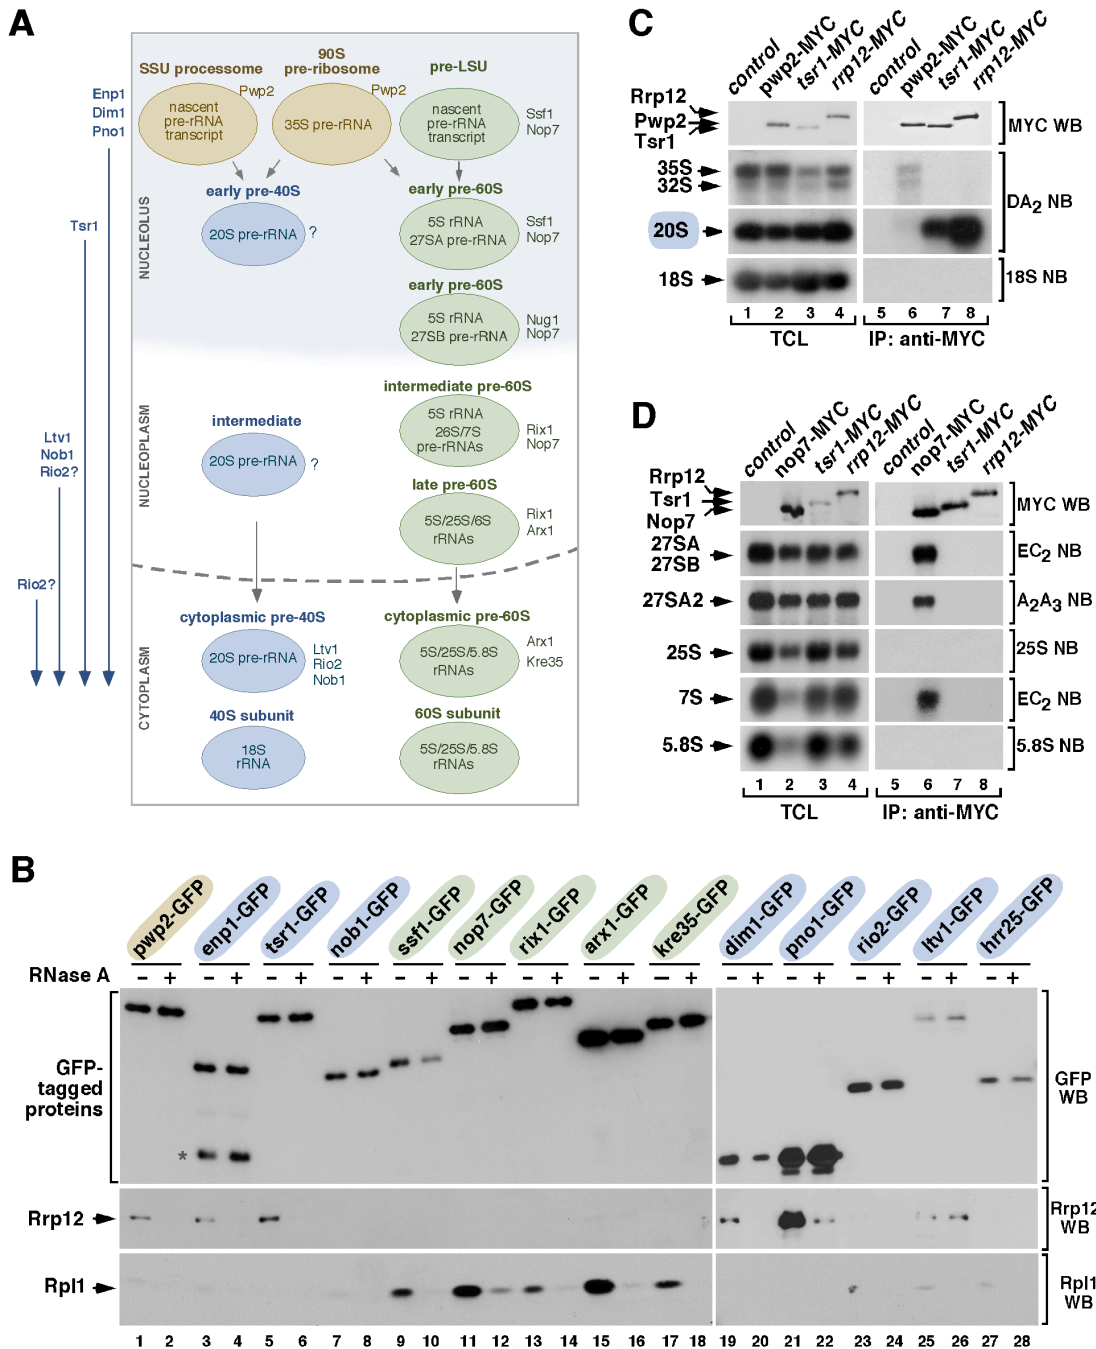 A
SSU processome
90S
pre-ribosome
pre-LSU
Enp1
Dim1
Pno1
Pwp2
Pwp2
nascent
pre-rRNA
transcript
35S pre-rRNA
nascent
pre-rRNA
transcript
Ssf1
Nop7
early pre-40S
early pre-60S
Tsr1
20S pre-rRNA
?
5S rRNA
27SA pre-rRNA
Ssf1
Nop7
NUCLEOLUS
early pre-60S
5S rRNA
27SB pre-rRNA
Nug1
Nop7
intermediate pre-60S
5S rRNA
26S/7S
pre-rRNAs
Rix1
Nop7
intermediate
20S pre-rRNA
?
Ltv1
Nob1
Rio2?
NUCLEOPLASM
late pre-60S
5S/25S/6S
rRNAs
Rix1
Arx1
Rio2?
cytoplasmic pre-40S
cytoplasmic pre-60S
20S pre-rRNA
Ltv1
Rio2
Nob1
5S/25S/5.8S
rRNAs
Arx1
Kre35
CYTOPLASM
40S subunit
60S subunit
18S
rRNA
5S/25S/5.8S
rRNAs
C
control
pwp2-MYC
tsr1-MYC
rrp12-MYC
control
pwp2-MYC
tsr1-MYC
rrp12-MYC
Rrp12
Pwp2
Tsr1
MYC WB
35S
32S
DA2 NB
20S
18S
18S NB
1 2 3 4 5 6 7 8
TCL
IP: anti-MYC
D
control
nop7-MYC
tsr1-MYC
rrp12-MYC
control
nop7-MYC
tsr1-MYC
rrp12-MYC
Rrp12
Tsr1
Nop7
MYC WB
27SA
27SB
EC2 NB
27SA2
A2A3 NB
25S
25S NB
7S
EC2 NB
5.8S
5.8S NB
1 2 3 4 5 6 7 8
TCL
IP: anti-MYC
B
pwp2-GFP
enp1-GFP
tsr1-GFP
nob1-GFP
ssf1-GFP
nop7-GFP
rix1-GFP
arx1-GFP
kre35-GFP
dim1-GFP
pno1-GFP
rio2-GFP
ltv1-GFP
hrr25-GFP
RNase A − + − + − + − + − + − + − + − + − + − + − + − + − + − +
GFP-
tagged
proteins
*
GFP
WB
Rrp12
Rrp12
WB
Rpl1
Rpl1
WB
1 2 3 4 5 6 7 8 9 10 11 12 13 14 15 16 17 18 19 20 21 22 23 24 25 26 27 28